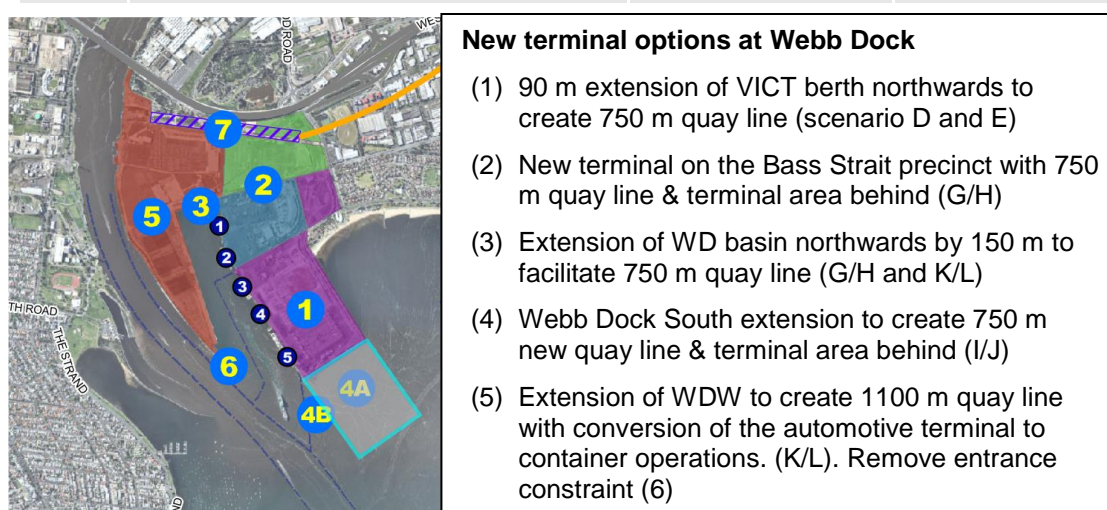 OD ROAD
WES
7
2
3
5
1
2
3
4
5
1
6
4A
4B
TH ROAD
THE STRAND
ND
New terminal options at Webb Dock
(1) 90 m extension of VICT berth northwards to
create 750 m quay line (scenario D and E)
(2) New terminal on the Bass Strait precinct with 750
m quay line & terminal area behind (G/H)
(3) Extension of WD basin northwards by 150 m to
facilitate 750 m quay line (G/H and K/L)
(4) Webb Dock South extension to create 750 m
new quay line & terminal area behind (I/J)
(5) Extension of WDW to create 1100 m quay line
with conversion of the automotive terminal to
container operations. (K/L). Remove entrance
constraint (6)